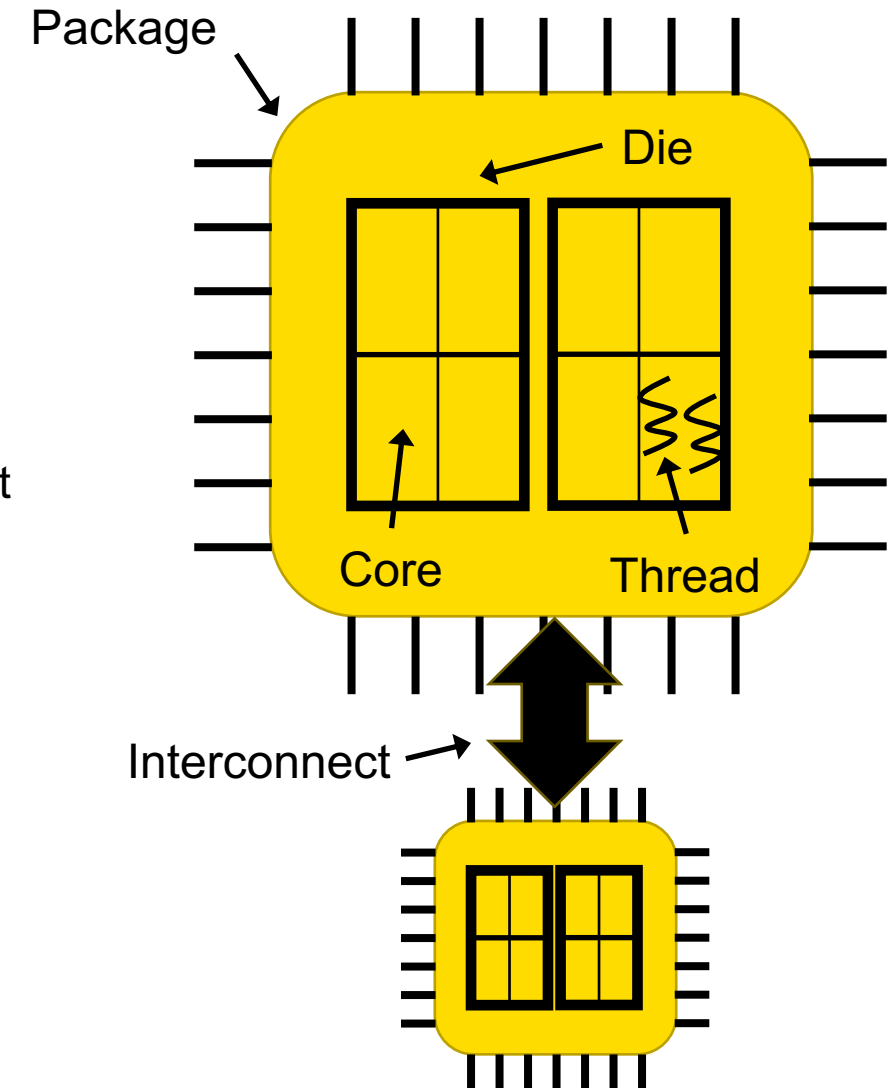 Package
Die
t
Core
Thread
Interconnect